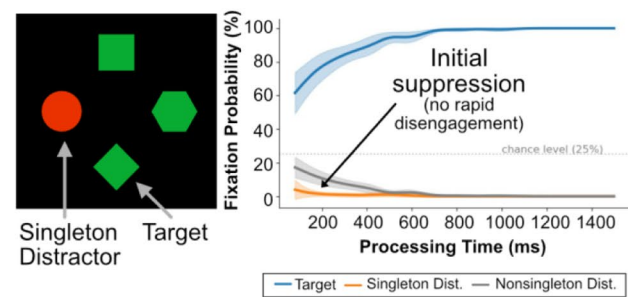 Singleton
Distractor
Target
Fixation Probability (%)
100
80
60
40
20
0
Initial
suppression
(no rapid
disengagement)
chance level (25%)
200 400 600 800 1000 1200 1400
Processing Time (ms)
Target Singleton Dist. Nonsingleton Dist.